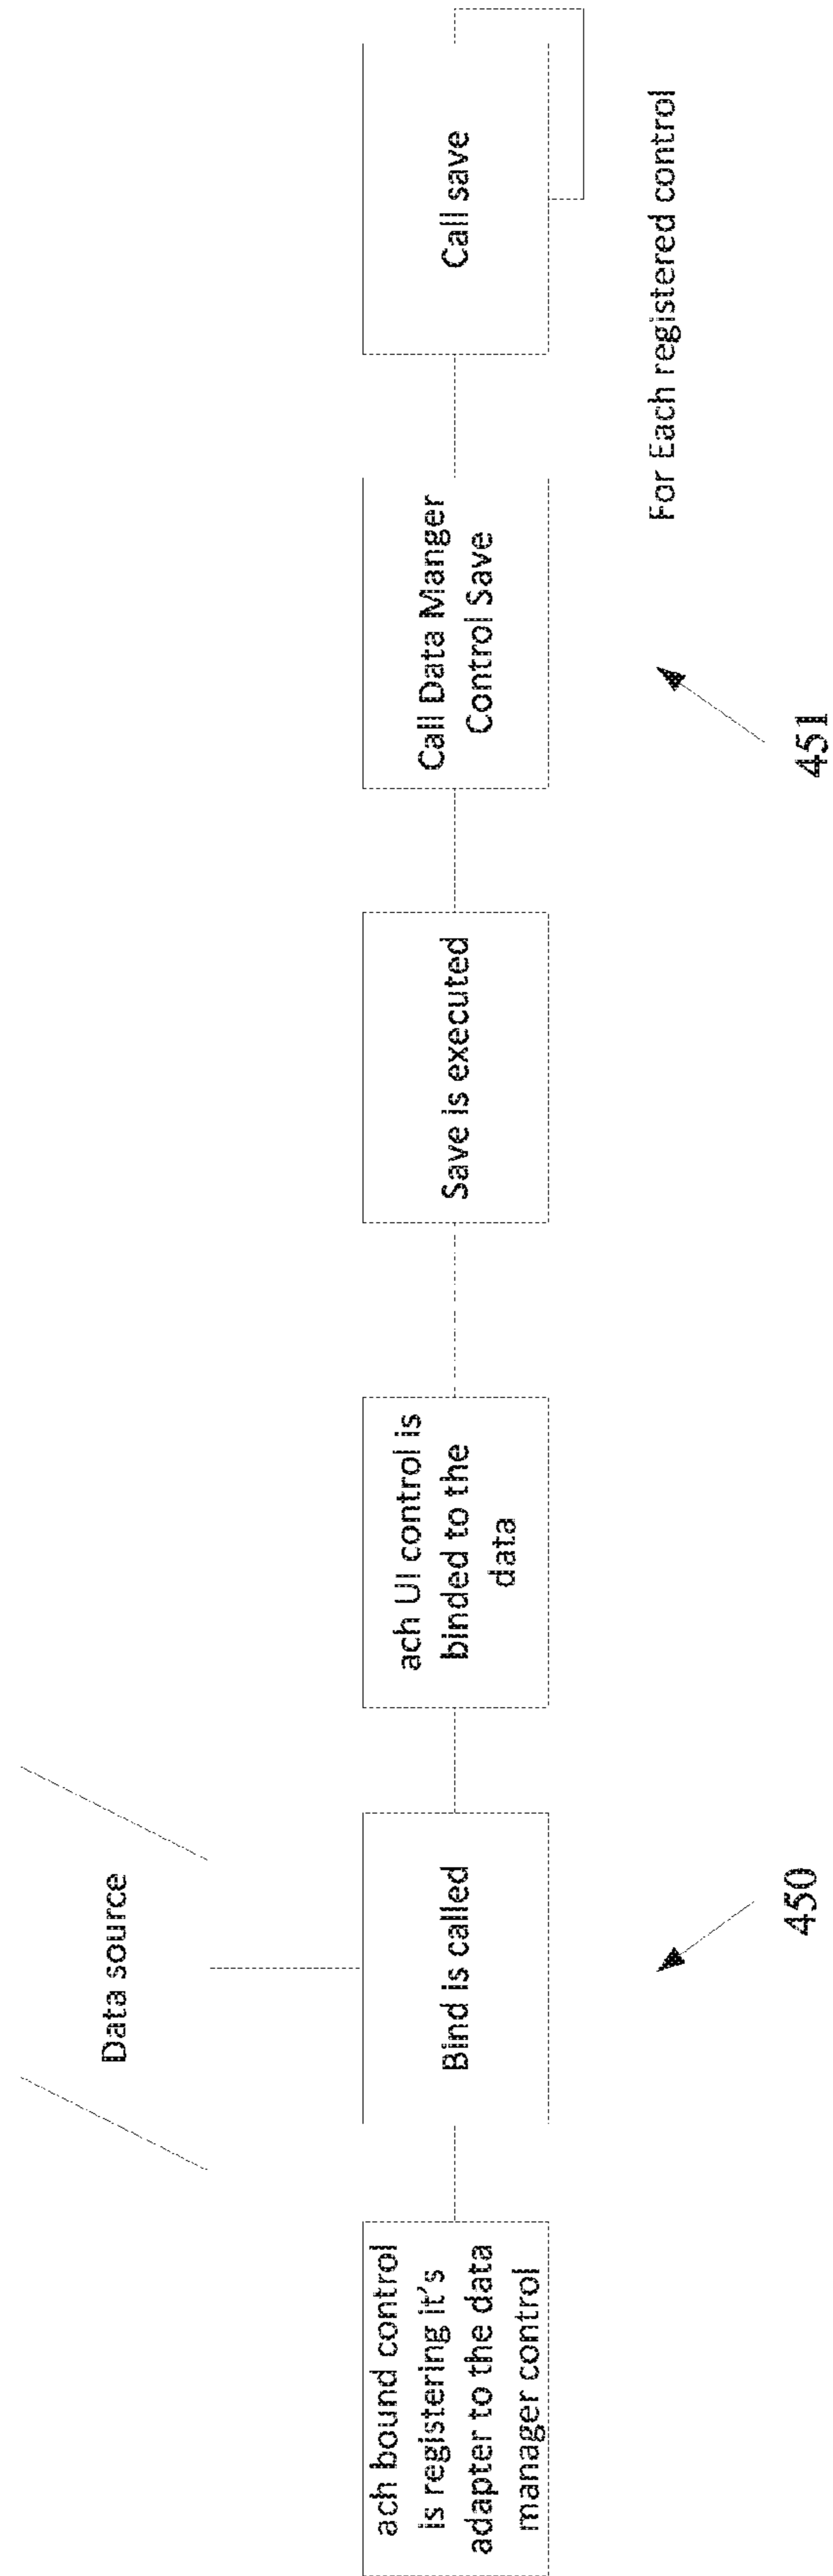 Data source
ach bound control
is registering it's
adapter to the data
manager control
Bind is called
ach UI control is
binded to the
data
Save is executed
Call Data Manger
Control Save
Call save
For Each registered control
450
451